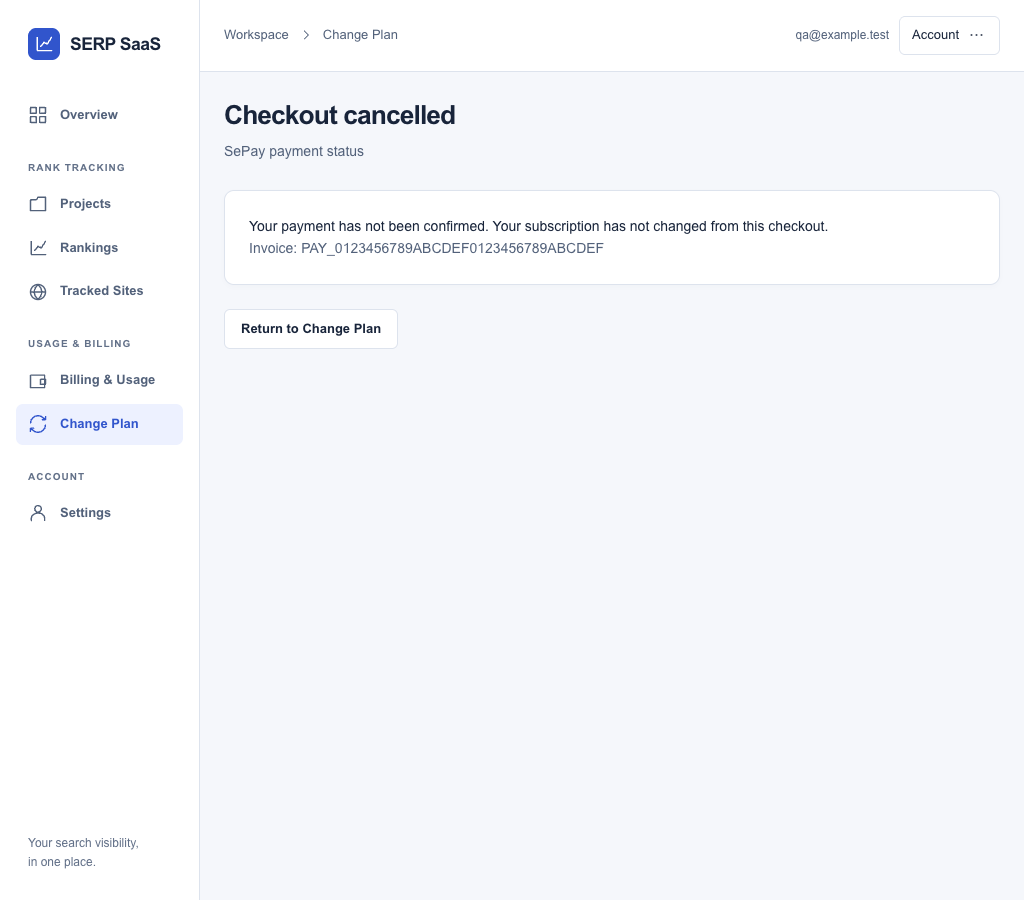 SERP SaaS
Overview
RANK TRACKING
Projects
Rankings
Tracked Sites
USAGE & BILLING
Billing & Usage
Change Plan
ACCOUNT
Settings
Your search visibility,
in one place.
Workspace > Change Plan
qa@example.test
Account ···
Checkout cancelled
SePay payment status
Your payment has not been confirmed. Your subscription has not changed from this checkout.
Invoice: PAY_0123456789ABCDEF0123456789ABCDEF
Return to Change Plan